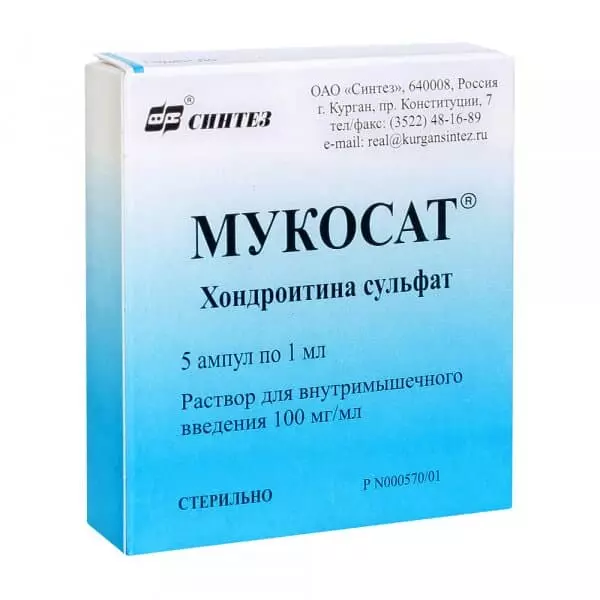 СИНТЕЗ®
ОАО «Синтез», 640008, Россия
г. Курган, пр. Конституции, 7
тел/факс: (3522) 48-16-89
e-mail: real@kurgansintez.ru
МУКОСАТ®
Хондроитина сульфат
5 ампул по 1 мл
Раствор для внутримышечного
введения 100 мг/мл
СТЕРИЛЬНО
Р N000570/01